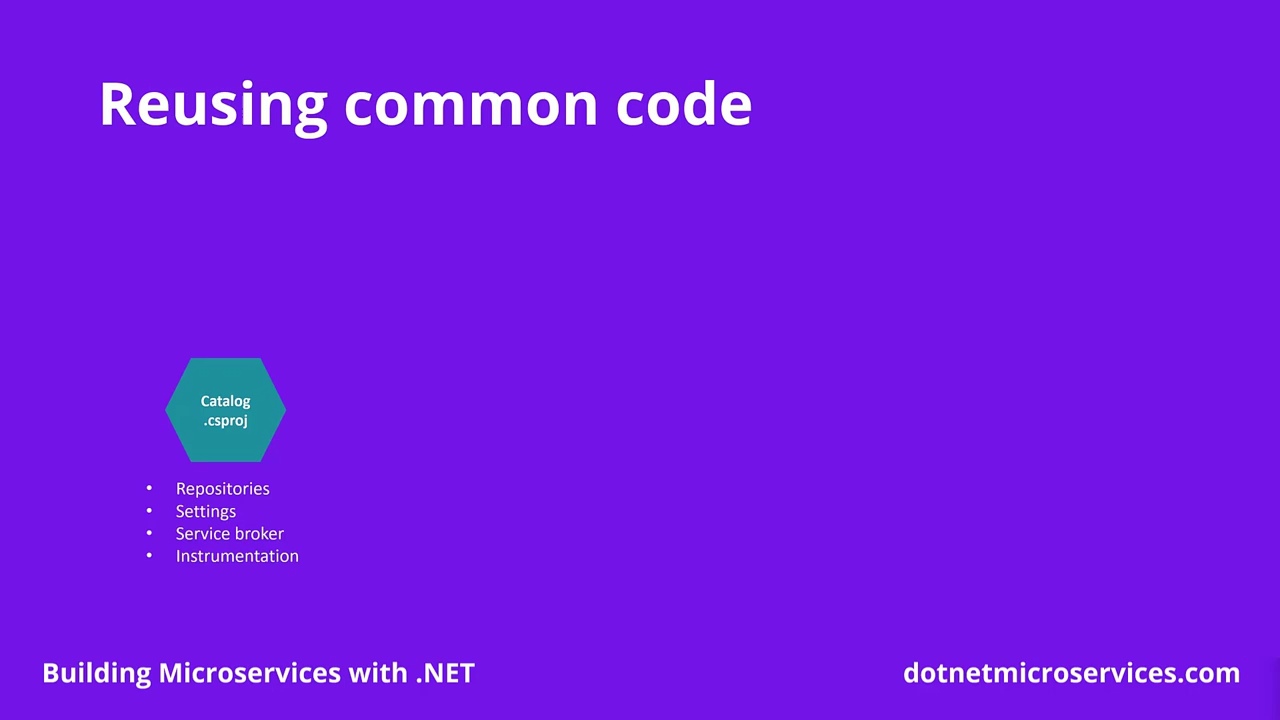 Reusing common code
Catalog
.csproj
• Repositories
• Settings
• Service broker
• Instrumentation
Building Microservices with .NET
dotnetmicroservices.com